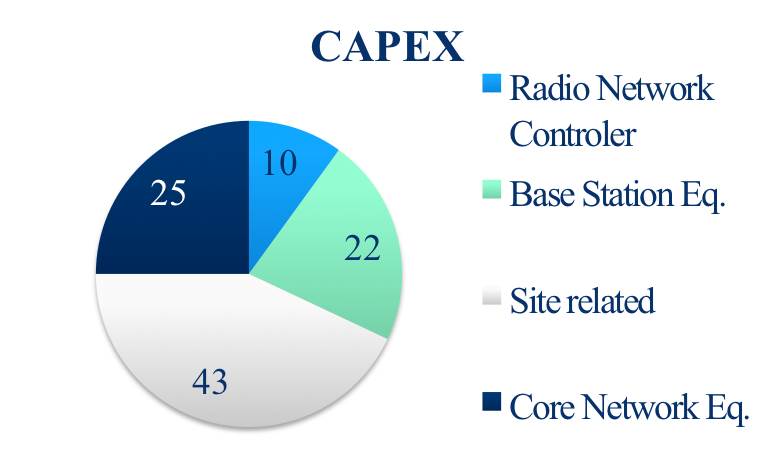 CAPEX
Radio Network
Controler
Base Station Eq.
Site related
Core Network Eq.
10
22
43
25